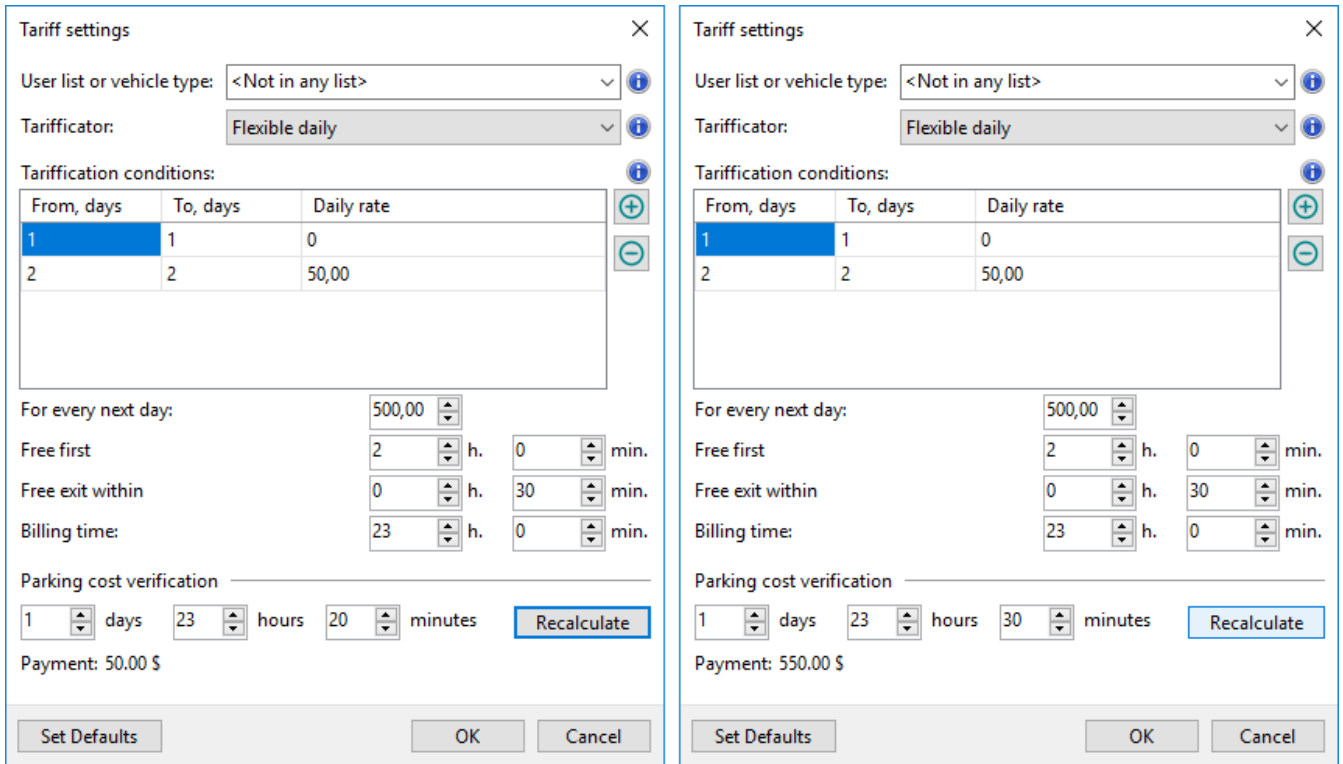 Tariff settings
User list or vehicle type: <Not in any list>
Tarifficator: Flexible daily
Tariffication conditions:
From, days To, days Daily rate
1 1 0
2 2 50,00
For every next day: 500,00
Free first 2 h. 0 min.
Free exit within 0 h. 30 min.
Billing time: 23 h. 0 min.
Parking cost verification
1 days 23 hours 20 minutes Recalculate
Payment: 50.00 $
Set Defaults OK Cancel
Tariff settings
User list or vehicle type: <Not in any list>
Tarifficator: Flexible daily
Tariffication conditions:
From, days To, days Daily rate
1 1 0
2 2 50,00
For every next day: 500,00
Free first 2 h. 0 min.
Free exit within 0 h. 30 min.
Billing time: 23 h. 0 min.
Parking cost verification
1 days 23 hours 30 minutes Recalculate
Payment: 550.00 $
Set Defaults OK Cancel